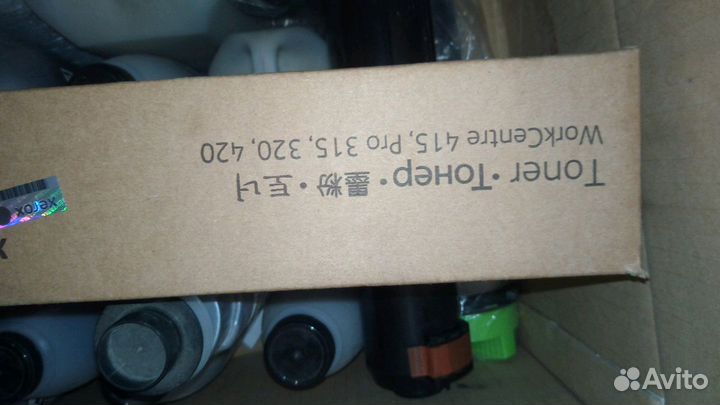 Toner•Тонер•墨粉•토너
WorkCentre 415, Pro 315, 320, 420
xerox
Avito